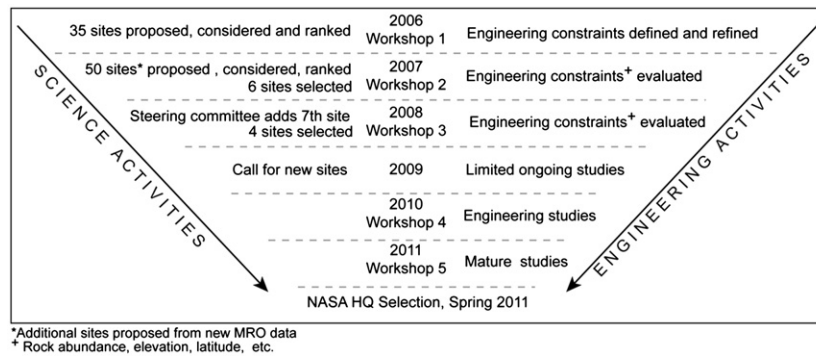 35 sites proposed, considered and ranked
2006
Workshop 1
Engineering constraints defined and refined
50 sites* proposed , considered, ranked
6 sites selected
2007
Workshop 2
Engineering constraints+ evaluated
Steering committee adds 7th site
4 sites selected
2008
Workshop 3
Engineering constraints+ evaluated
Call for new sites
2009
Limited ongoing studies
2010
Workshop 4
Engineering studies
2011
Workshop 5
Mature studies
NASA HQ Selection, Spring 2011
SCIENCE ACTIVITIES
ENGINEERING ACTIVITIES
*Additional sites proposed from new MRO data
+ Rock abundance, elevation, latitude, etc.